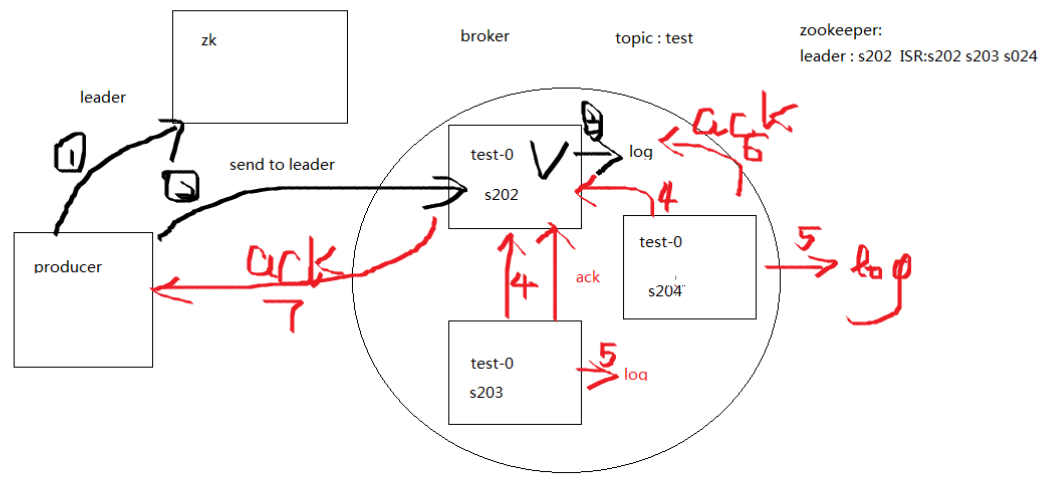 zk
broker
topic : test
zookeeper:
leader : s202 ISR:s202 s203 s024
leader
1
2
send to leader
test-0
s202
3
log
ack
6
4
test-0
s204
5
log
producer
ack
7
4
ack
test-0
s203
5
log